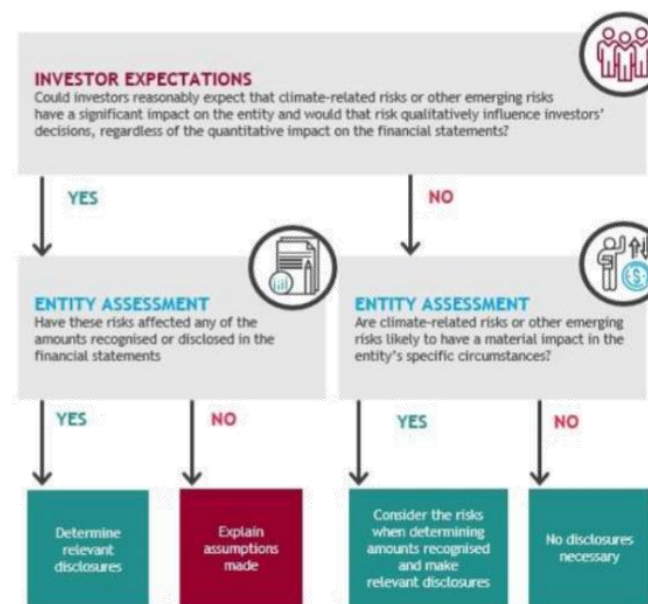 INVESTOR EXPECTATIONS
Could investors reasonably expect that climate-related risks or other emerging risks
have a significant impact on the entity and would that risk qualitatively influence investors'
decisions, regardless of the quantitative impact on the financial statements?
YES
NO
ENTITY ASSESSMENT
Have these risks affected any of the
amounts recognised or disclosed in the
financial statements
ENTITY ASSESSMENT
Are climate-related risks or other emerging
risks likely to have a material impact in the
entity's specific circumstances?
YES
NO
YES
NO
Determine
relevant
disclosures
Explain
assumptions
made
Consider the risks
when determining
amounts recognised
and make
relevant disclosures
No disclosures
necessary